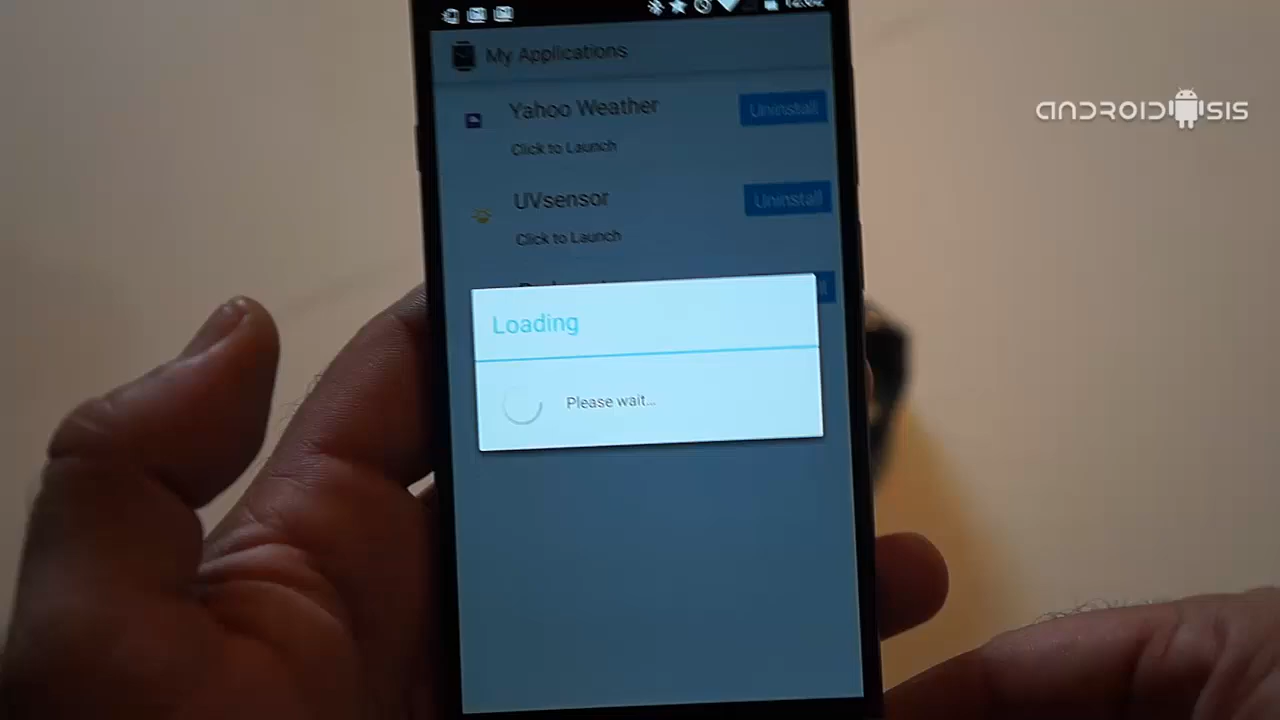 My Applications
Yahoo Weather
Uninstall
Click to Launch
UVsensor
Uninstall
Click to Launch
Loading
Please wait...
ANDROIDSIS